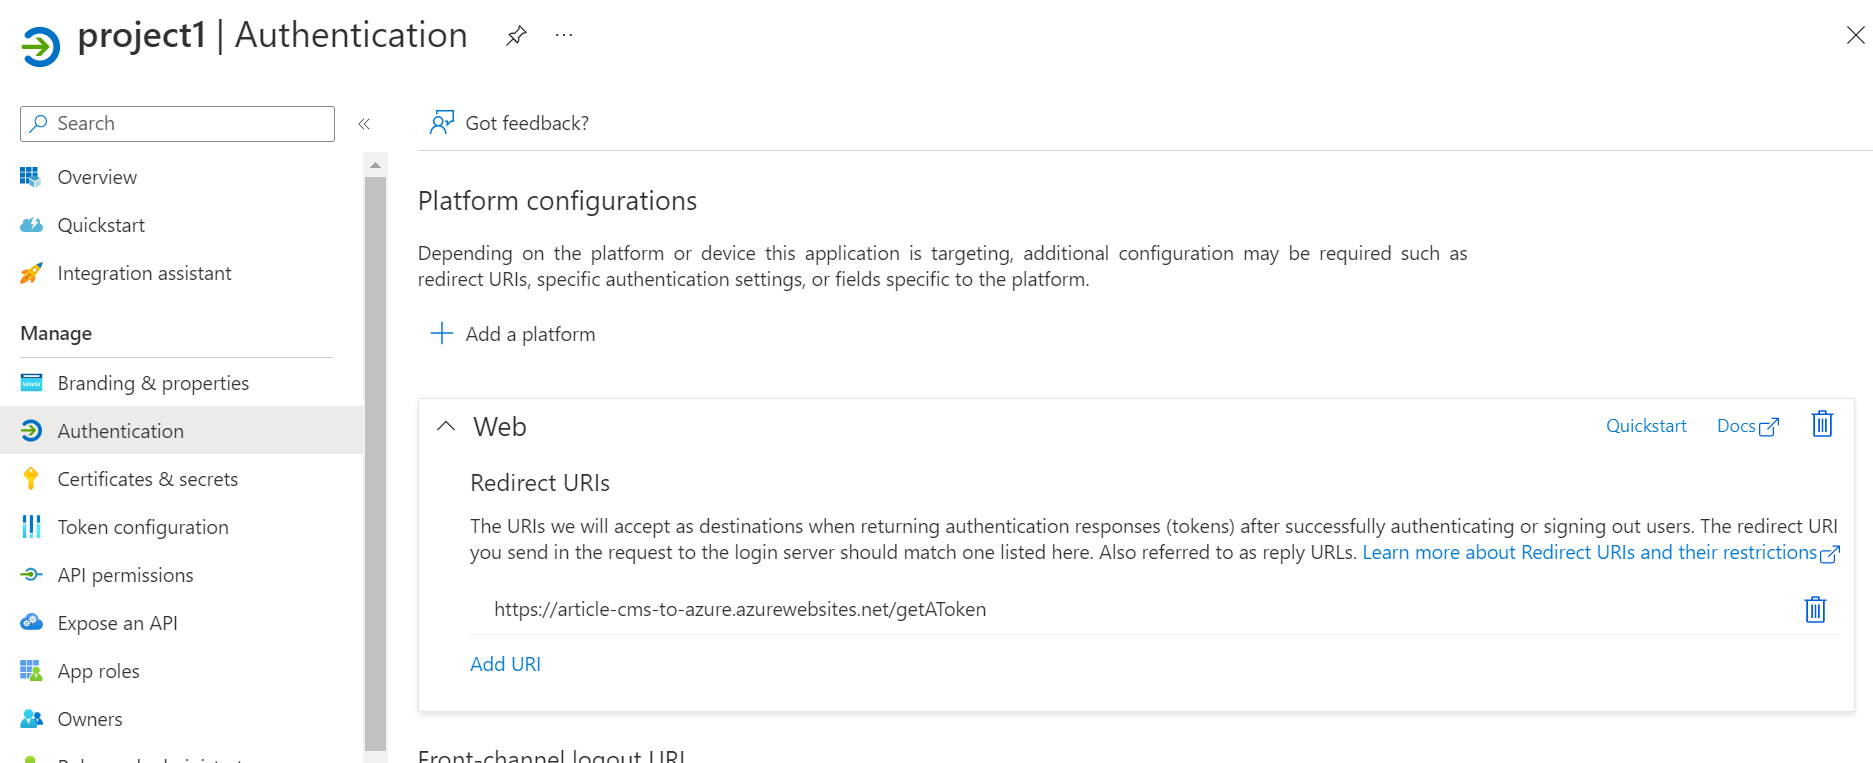 project1 | Authentication
Search
Got feedback?
Overview
Quickstart
Integration assistant
Manage
Branding & properties
Authentication
Certificates & secrets
Token configuration
API permissions
Expose an API
App roles
Owners
Platform configurations
Depending on the platform or device this application is targeting, additional configuration may be required such as
redirect URIs, specific authentication settings, or fields specific to the platform.
Add a platform
Web
Quickstart
Docs
Redirect URIs
The URIs we will accept as destinations when returning authentication responses (tokens) after successfully authenticating or signing out users. The redirect URI
you send in the request to the login server should match one listed here. Also referred to as reply URLs. Learn more about Redirect URIs and their restrictions
https://article-cms-to-azure.azurewebsites.net/getAToken
Add URI
Front-channel logout URL